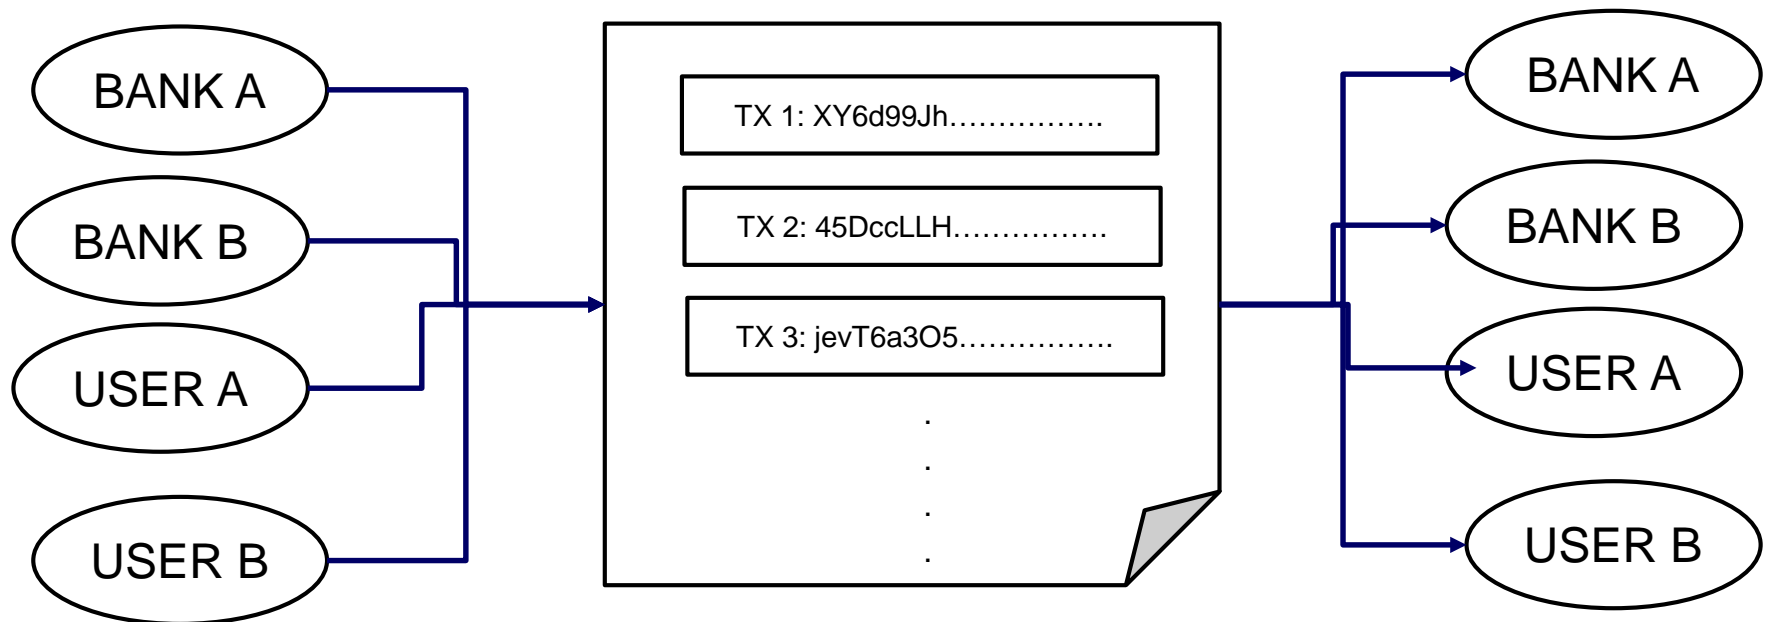 BANK A
BANK B
USER A
USER B
TX 1: XY6d99Jh…………….
TX 2: 45DccLLH…………….
TX 3: jevT6a3O5…………….
.
.
.
.
BANK A
BANK B
USER A
USER B